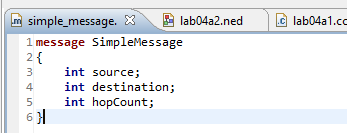 simple_message. lab04a2.ned lab04a1.cc
1 message SimpleMessage
2 {
3     int source;
4     int destination;
5     int hopCount;
6 }